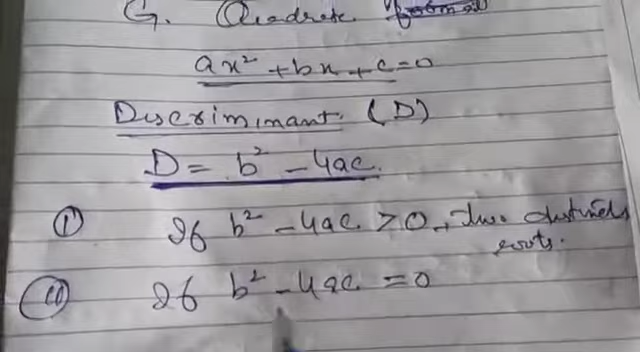 G. Quadratic
ax² + bx + c = 0
Discriminant. (D)
D = b² - 4ac.
(i) If b² - 4ac > 0, two distinct
roots.
(ii) If b² - 4ac = 0